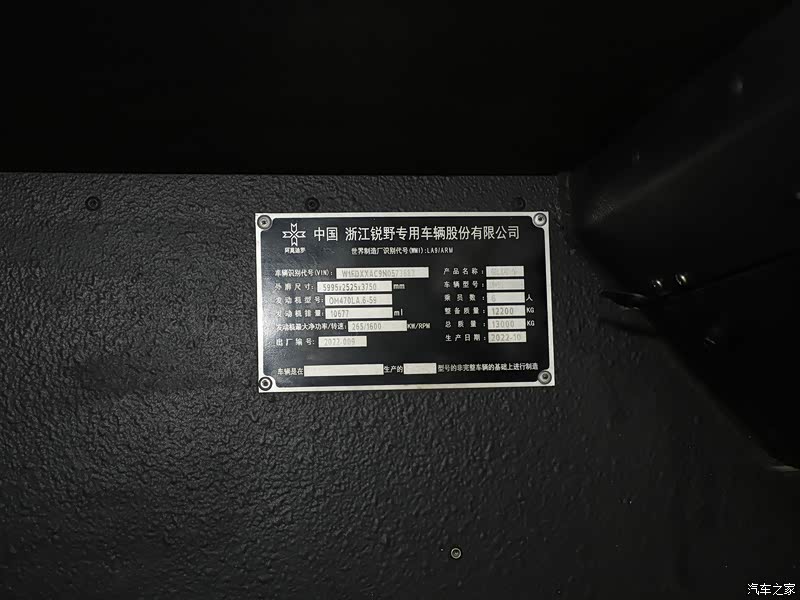 阿莫迪罗
中国 浙江锐野专用车辆股份有限公司
世界制造厂识别代号(WMI):LA9/ARM
车辆识别代号(VIN):
产品名称:
外廓尺寸: 5995x2525x3750 mm
车辆型号:
发动机型号: OM470LA.6-59
乘员数: 6 人
发动机排量: 10677 ml
整备质量: 12200 KG
发动机最大净功率/转速: 265/1600 KW/RPM
总质量: 13000 KG
出厂编号: 2022-009
生产日期: 2022-10
车辆是在 生产的 型号的非完整车辆的基础上进行制造
汽车之家